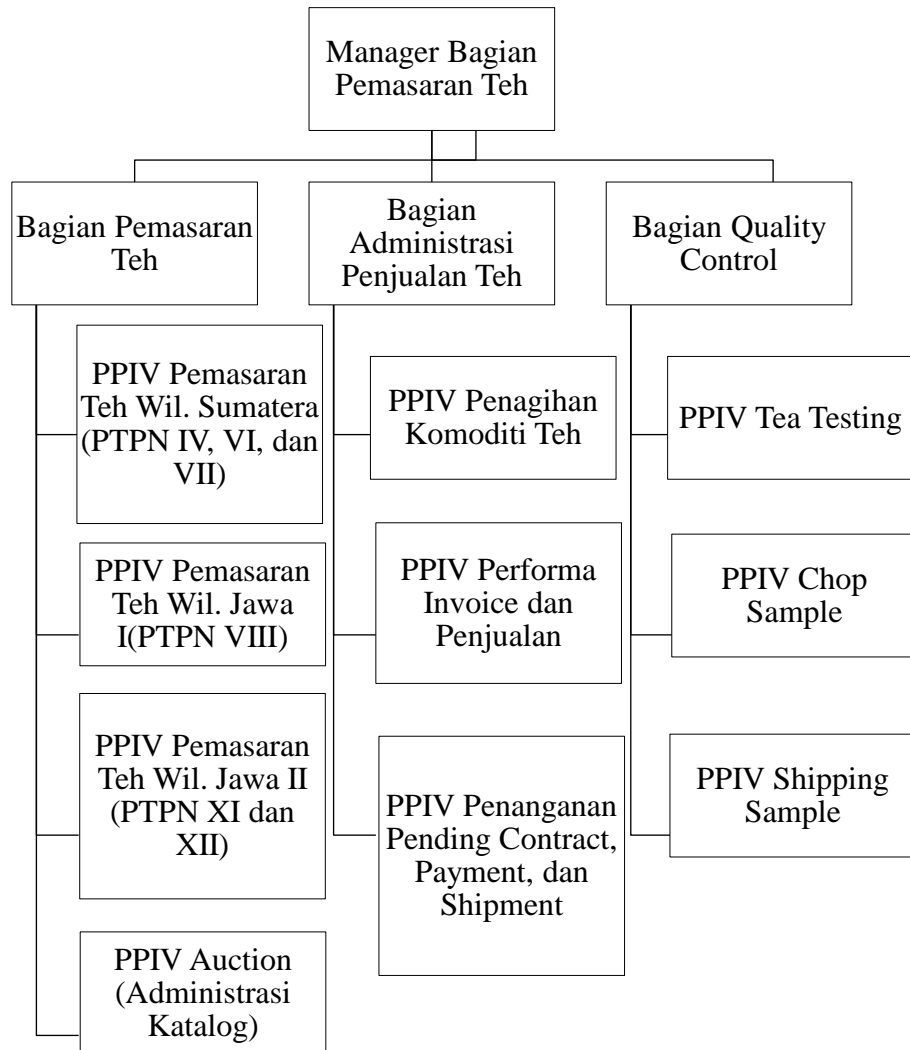 Manager Bagian
Pemasaran Teh
Bagian Pemasaran
Teh
Bagian
Administrasi
Penjualan Teh
Bagian Quality
Control
PPIV Pemasaran
Teh Wil. Sumatera
(PTPN IV, VI, dan
VII)
PPIV Pemasaran
Teh Wil. Jawa
I(PTPN VIII)
PPIV Pemasaran
Teh Wil. Jawa II
(PTPN XI dan
XII)
PPIV Auction
(Administrasi
Katalog)
PPIV Penagihan
Komoditi Teh
PPIV Performa
Invoice dan
Penjualan
PPIV Penanganan
Pending Contract,
Payment, dan
Shipment
PPIV Tea Testing
PPIV Chop
Sample
PPIV Shipping
Sample